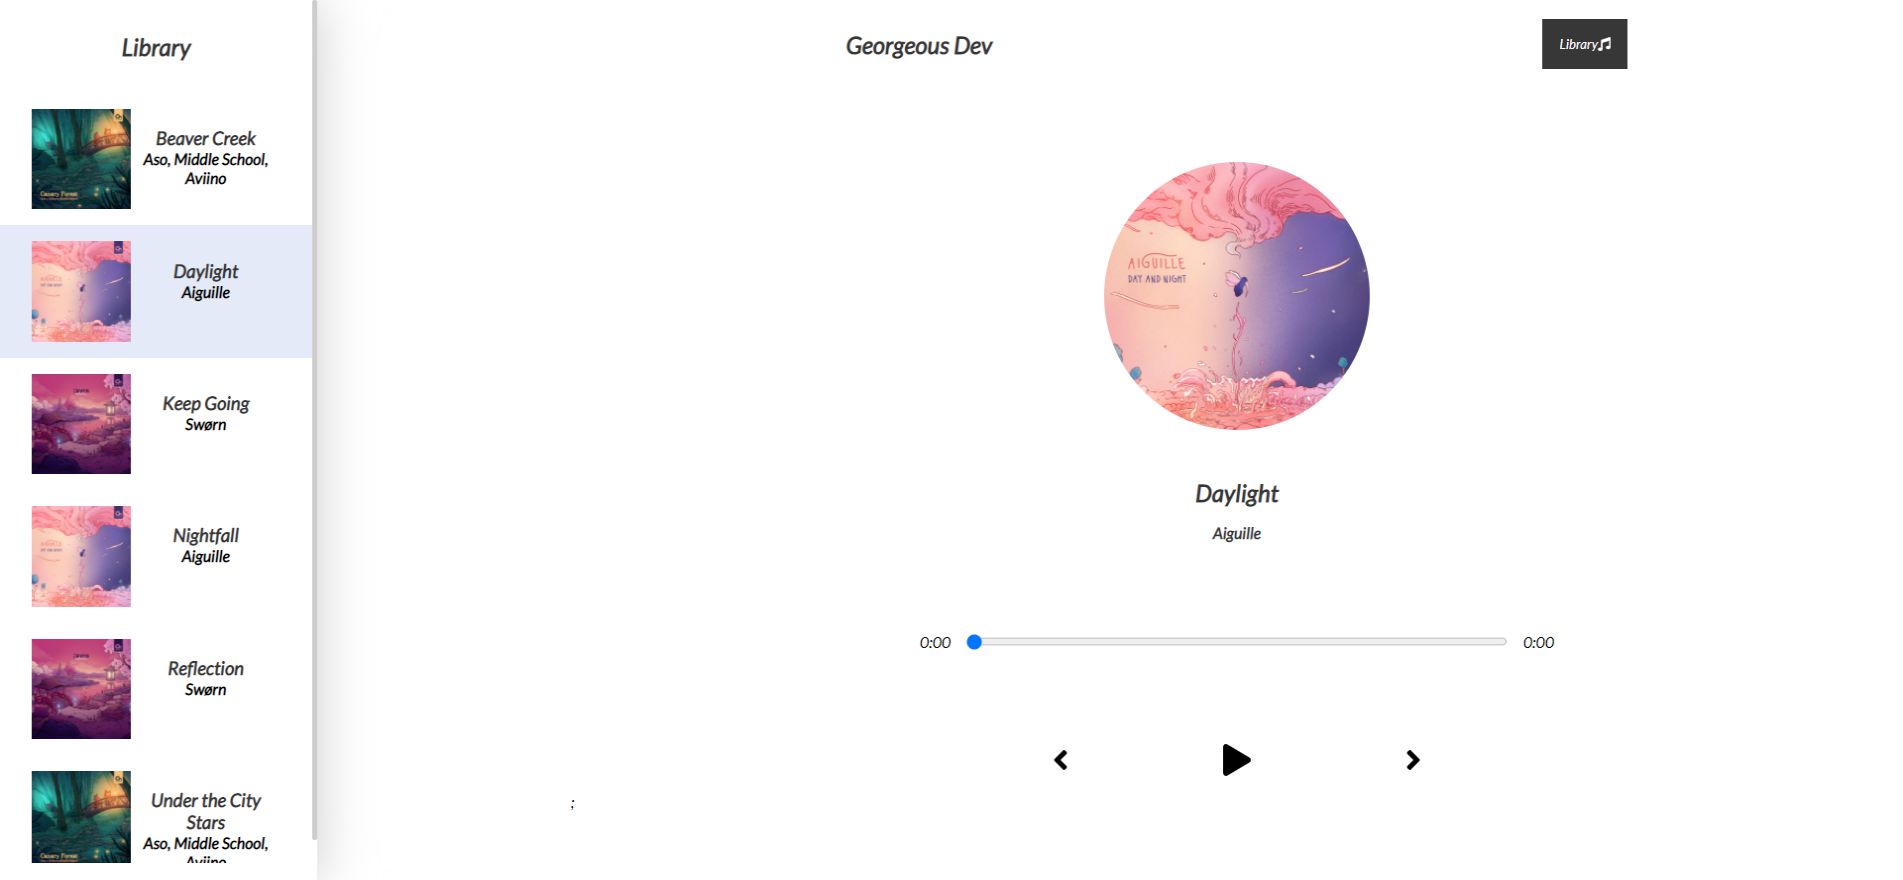 Library
Beaver Creek
Aso, Middle School,
Aviino
Daylight
Aiguille
Keep Going
Swørn
Nightfall
Aiguille
Reflection
Swørn
Under the City
Stars
Aso, Middle School,
Aviino
Georgeous Dev
Library
AIGUILLE
DAY AND NIGHT
Daylight
Aiguille
0:00
0:00
;